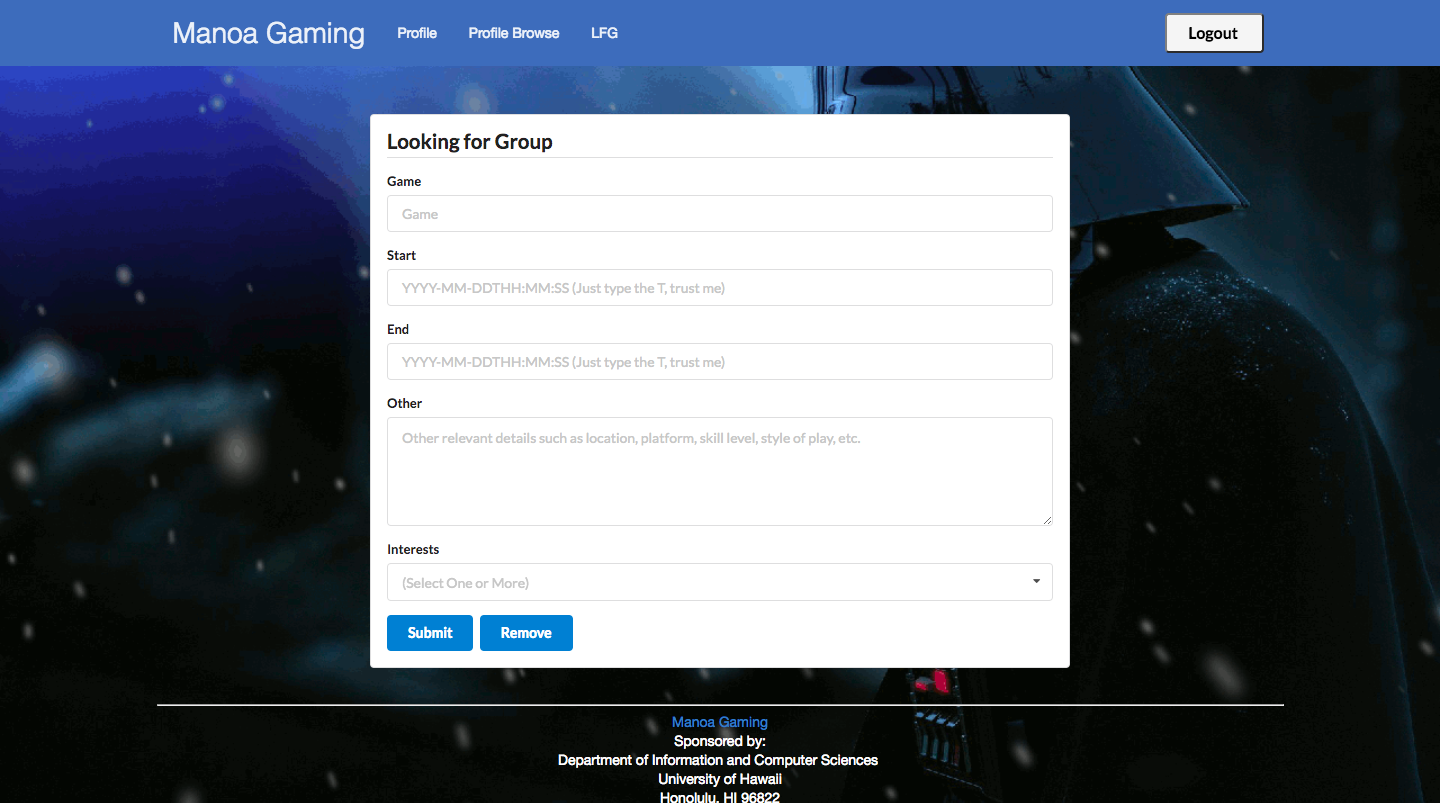 Manoa Gaming Profile Profile Browse LFG Logout
Looking for Group
Game
Game
Start
YYYY-MM-DDTHH:MM:SS (Just type the T, trust me)
End
YYYY-MM-DDTHH:MM:SS (Just type the T, trust me)
Other
Other relevant details such as location, platform, skill level, style of play, etc.
Interests
(Select One or More)
Submit Remove
Manoa Gaming
Sponsored by:
Department of Information and Computer Sciences
University of Hawaii
Honolulu, HI 96822